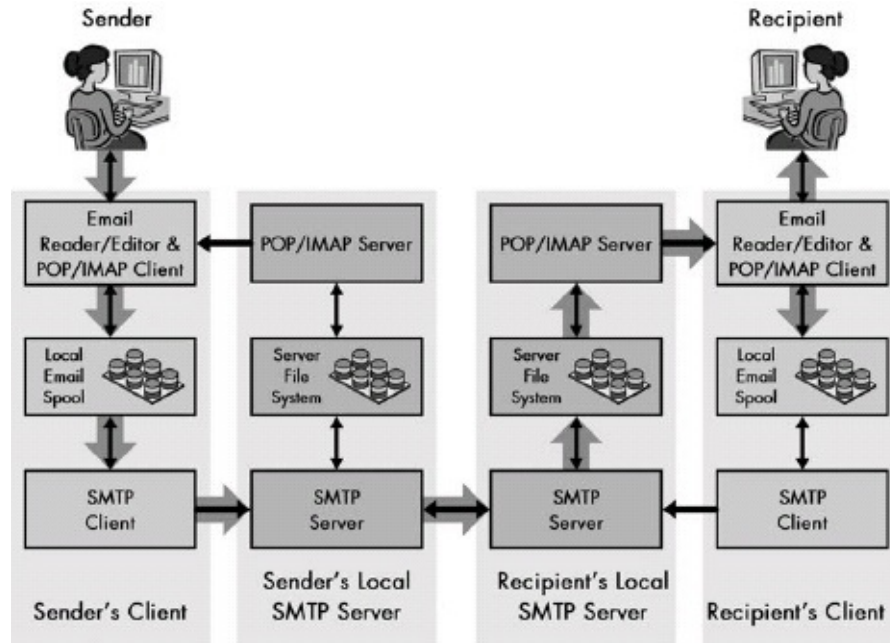 Sender
Recipient
Email
Reader/Editor &
POP/IMAP Client
POP/IMAP Server
POP/IMAP Server
Email
Reader/Editor &
POP/IMAP Client
Local
Email
Spool
Server
File
System
Server
File
System
Local
Email
Spool
SMTP
Client
SMTP
Server
SMTP
Server
SMTP
Client
Sender's Client
Sender's Local
SMTP Server
Recipient's Local
SMTP Server
Recipient's Client